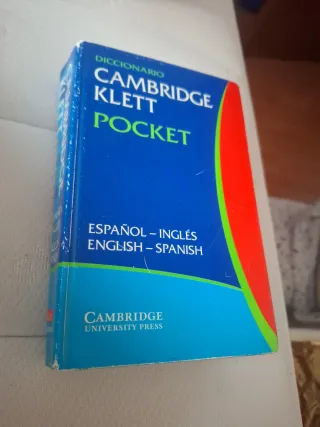 DICCIONARIO
CAMBRIDGE
KLETT
POCKET
ESPAÑOL – INGLÉS
ENGLISH – SPANISH
CAMBRIDGE
UNIVERSITY PRESS